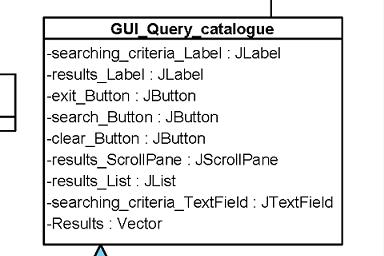 GUI_Query_catalogue
-searching_criteria_Label : JLabel
-results_Label : JLabel
-exit_Button : JButton
-search_Button : JButton
-clear_Button : JButton
-results_ScrollPane : JScrollPane
-results_List : JList
-searching_criteria_TextField : JTextField
-Results : Vector